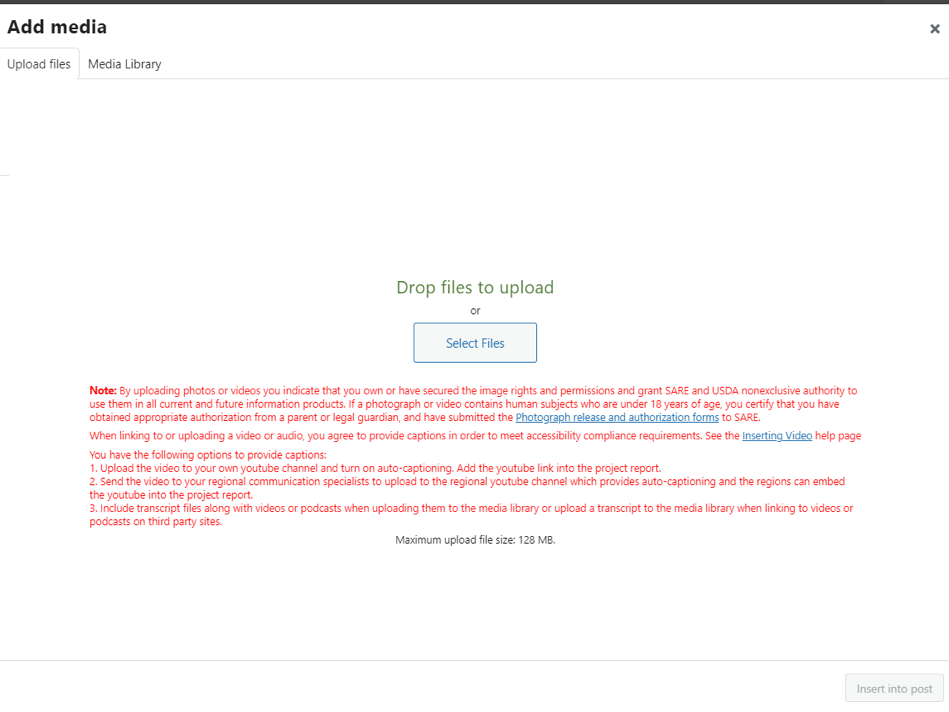 Add media
Upload files
Media Library
Drop files to upload
or
Select Files
Note: By uploading photos or videos you indicate that you own or have secured the image rights and permissions and grant SARE and USDA nonexclusive authority to
use them in all current and future information products. If a photograph or video contains human subjects who are under 18 years of age, you certify that you have
obtained appropriate authorization from a parent or legal guardian, and have submitted the Photograph release and authorization forms to SARE.
When linking to or uploading a video or audio, you agree to provide captions in order to meet accessibility compliance requirements. See the Inserting Video help page
You have the following options to provide captions:
1. Upload the video to your own youtube channel and turn on auto-captioning. Add the youtube link into the project report.
2. Send the video to your regional communication specialists to upload to the regional youtube channel which provides auto-captioning and the regions can embed
the youtube into the project report.
3. Include transcript files along with videos or podcasts when uploading them to the media library or upload a transcript to the media library when linking to videos or
podcasts on third party sites.
Maximum upload file size: 128 MB.
Insert into post